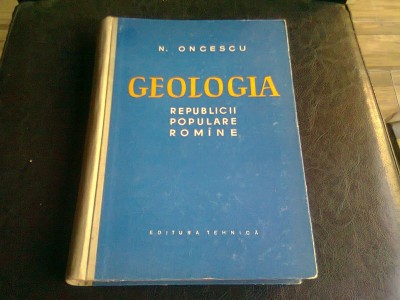 N. ONCESCU
GEOLOGIA
REPUBLICII
POPULARE
ROMÎNE
EDITURA TEHNICĂ